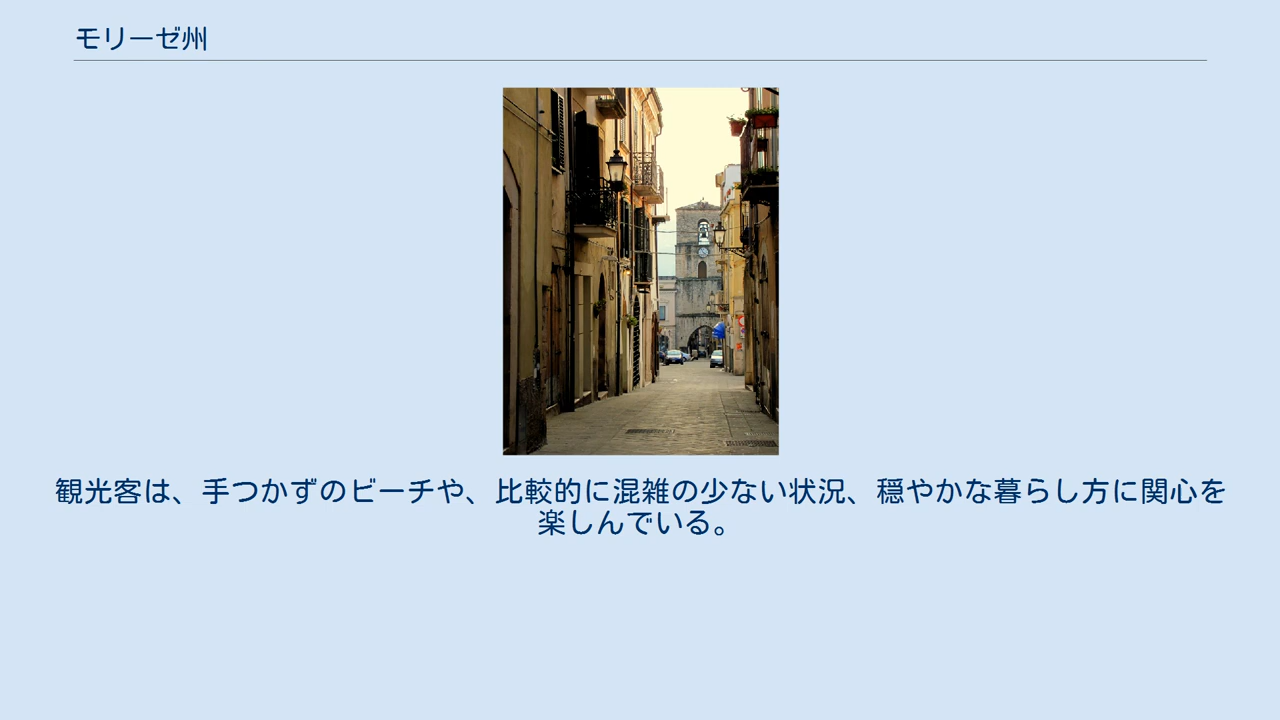 モリーゼ州
観光客は、手つかずのビーチや、比較的に混雑の少ない状況、穏やかな暮らし方に関心を
楽しんでいる。